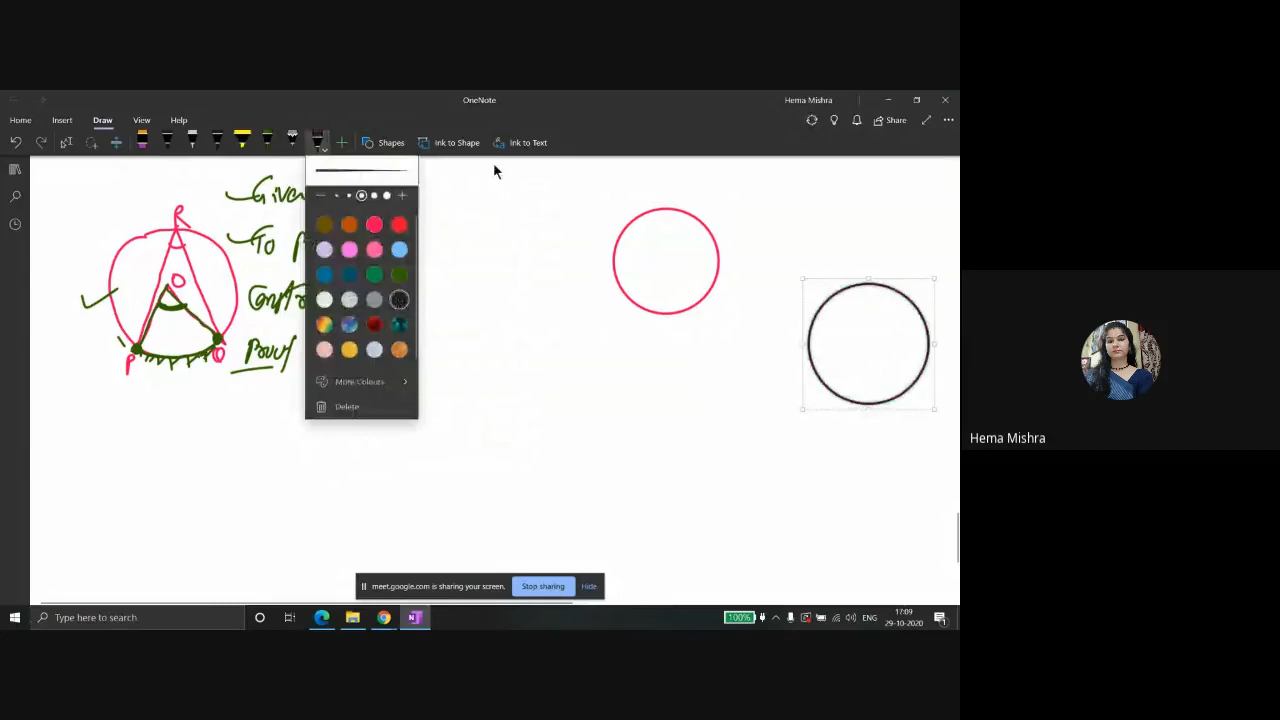 OneNote
Hema Mishra
Home Insert Draw View Help
Share
Shapes Ink to Shape Ink to Text
Given
R
To P
O
Constr
Proof
P Q
More Colours
Delete
Hema Mishra
meet.google.com is sharing your screen. Stop sharing Hide
Type here to search
100% ENG 17:09
29-10-2020